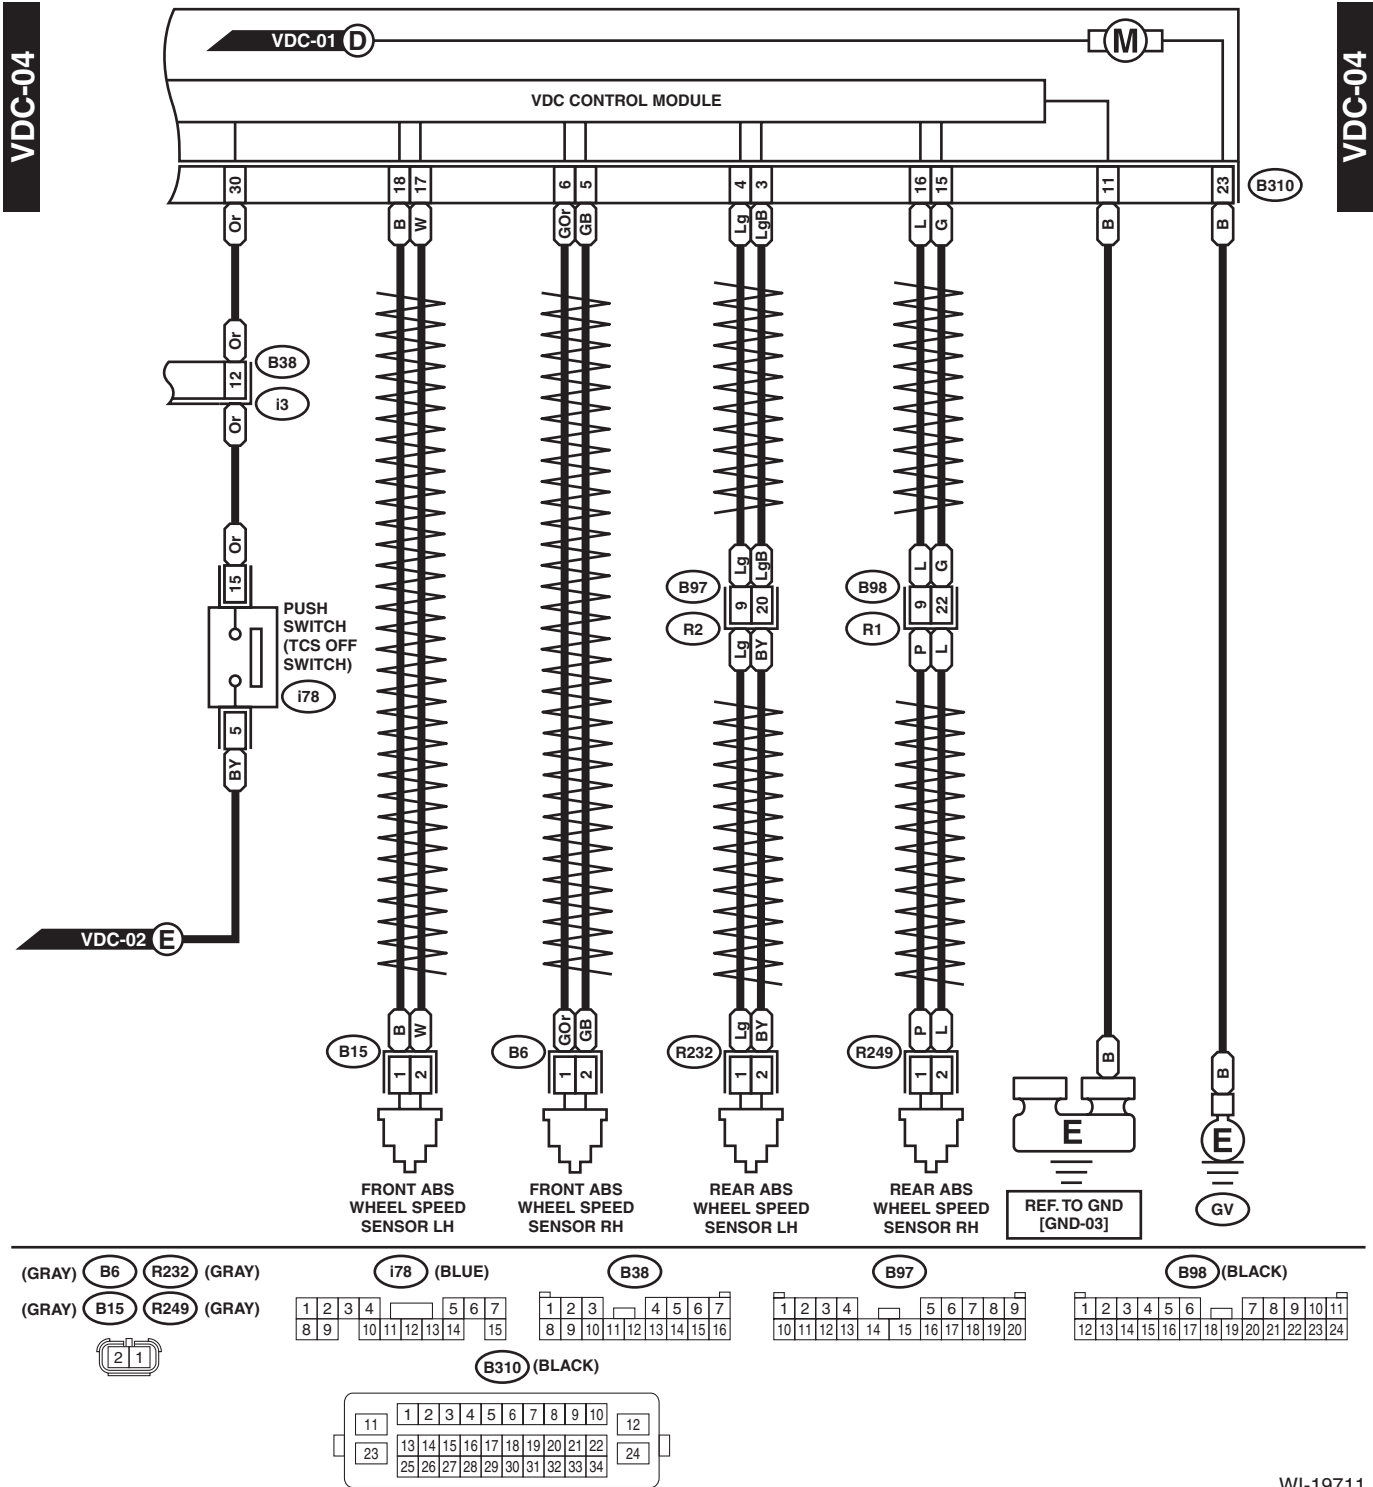 VDC-04
VDC-04
VDC-01 D
M
VDC CONTROL MODULE
30 18 17 6 5 4 3 16 15 11 23 B310
Or B W GOr GB Lg LgB L G B B
Or
12 B38
i3
Or
Or
15
PUSH
SWITCH
(TCS OFF
SWITCH)
i78
5
BY
VDC-02 E
Lg LgB L G
B97 9 20 B98 9 22
R2 R1
Lg BY P L
B W GOr GB Lg BY P L
B15 B6 R232 R249
B B
1 2 1 2 1 2 1 2
E E
FRONT ABS
WHEEL SPEED
SENSOR LH
FRONT ABS
WHEEL SPEED
SENSOR RH
REAR ABS
WHEEL SPEED
SENSOR LH
REAR ABS
WHEEL SPEED
SENSOR RH
REF. TO GND
[GND-03]
GV
(GRAY) B6 R232 (GRAY)
(GRAY) B15 R249 (GRAY)
2 1
i78 (BLUE)
1 2 3 4 5 6 7
8 9 10 11 12 13 14 15
B38
1 2 3 4 5 6 7
8 9 10 11 12 13 14 15 16
B97
1 2 3 4 5 6 7 8 9
10 11 12 13 14 15 16 17 18 19 20
B98 (BLACK)
1 2 3 4 5 6 7 8 9 10 11
12 13 14 15 16 17 18 19 20 21 22 23 24
B310 (BLACK)
11 1 2 3 4 5 6 7 8 9 10 12
23 13 14 15 16 17 18 19 20 21 22 24
25 26 27 28 29 30 31 32 33 34
WI-19711